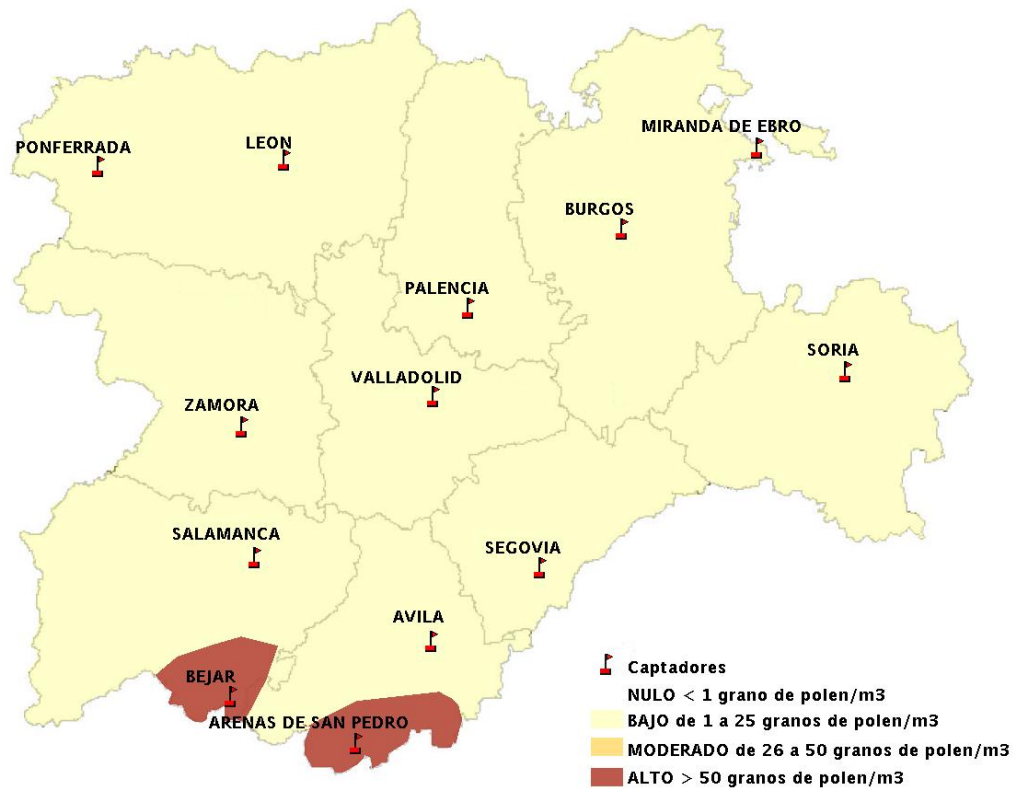 MIRANDA DE EBRO
PONFERRADA
LEON
BURGOS
PALENCIA
SORIA
VALLADOLID
ZAMORA
SALAMANCA
SEGOVIA
AVILA
BEJAR
ARENAS DE SAN PEDRO
Captadores
NULO < 1 grano de polen/m3
BAJO de 1 a 25 granos de polen/m3
MODERADO de 26 a 50 granos de polen/m3
ALTO > 50 granos de polen/m3